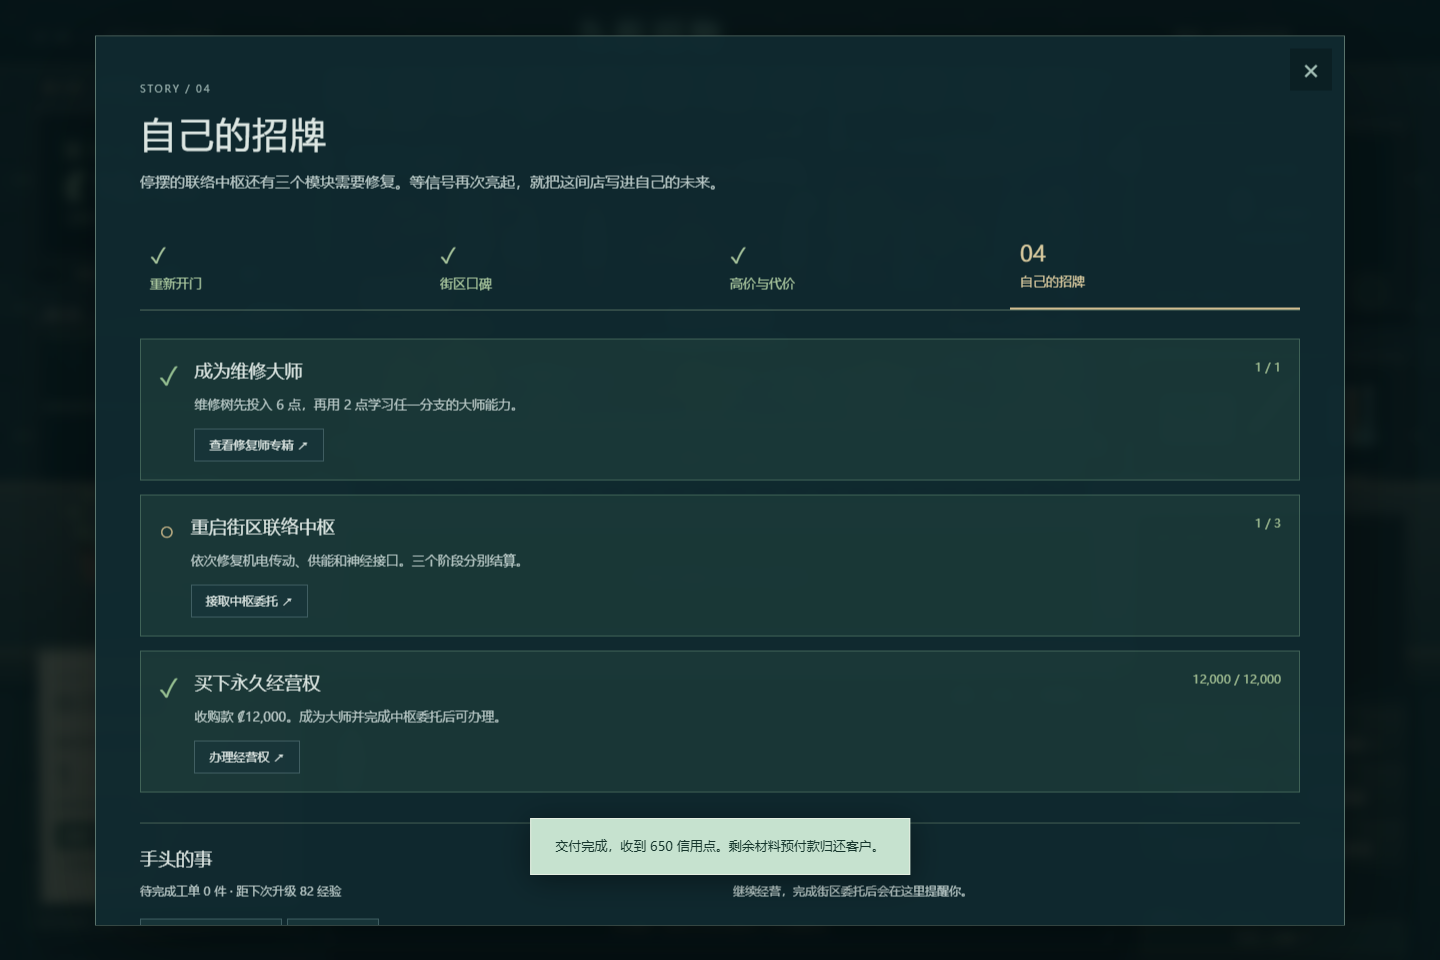 STORY / 04
自己的招牌
停摆的联络中枢还有三个模块需要修复。等信号再次亮起，就把这间店写进自己的未来。
✓
重新开门
✓
街区口碑
✓
高价与代价
04
自己的招牌
✓ 成为维修大师 1 / 1
维修树先投入 6 点，再用 2 点学习任一分支的大师能力。
查看修复师专精 ↗
重启街区联络中枢 1 / 3
依次修复机电传动、供能和神经接口。三个阶段分别结算。
接取中枢委托 ↗
✓ 买下永久经营权 12,000 / 12,000
收购款 ₡12,000。成为大师并完成中枢委托后可办理。
办理经营权 ↗
交付完成，收到 650 信用点。剩余材料预付款归还客户。
手头的事
待完成工单 0 件 · 距下次升级 82 经验
继续经营，完成街区委托后会在这里提醒你。